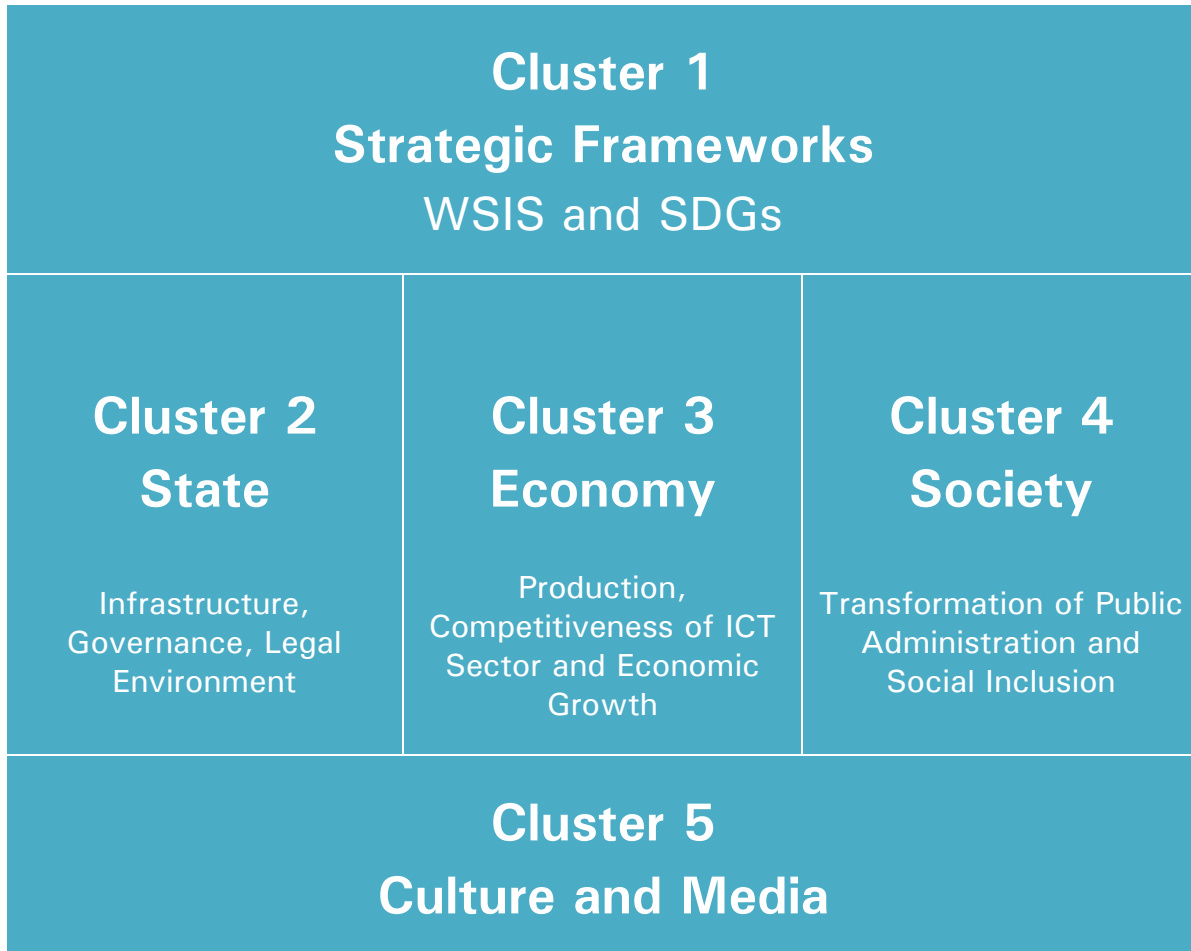 Cluster 1
Strategic Frameworks
WSIS and SDGs
Cluster 2
State
Infrastructure,
Governance, Legal
Environment
Cluster 3
Economy
Production,
Competitiveness of ICT
Sector and Economic
Growth
Cluster 4
Society
Transformation of Public
Administration and
Social Inclusion
Cluster 5
Culture and Media